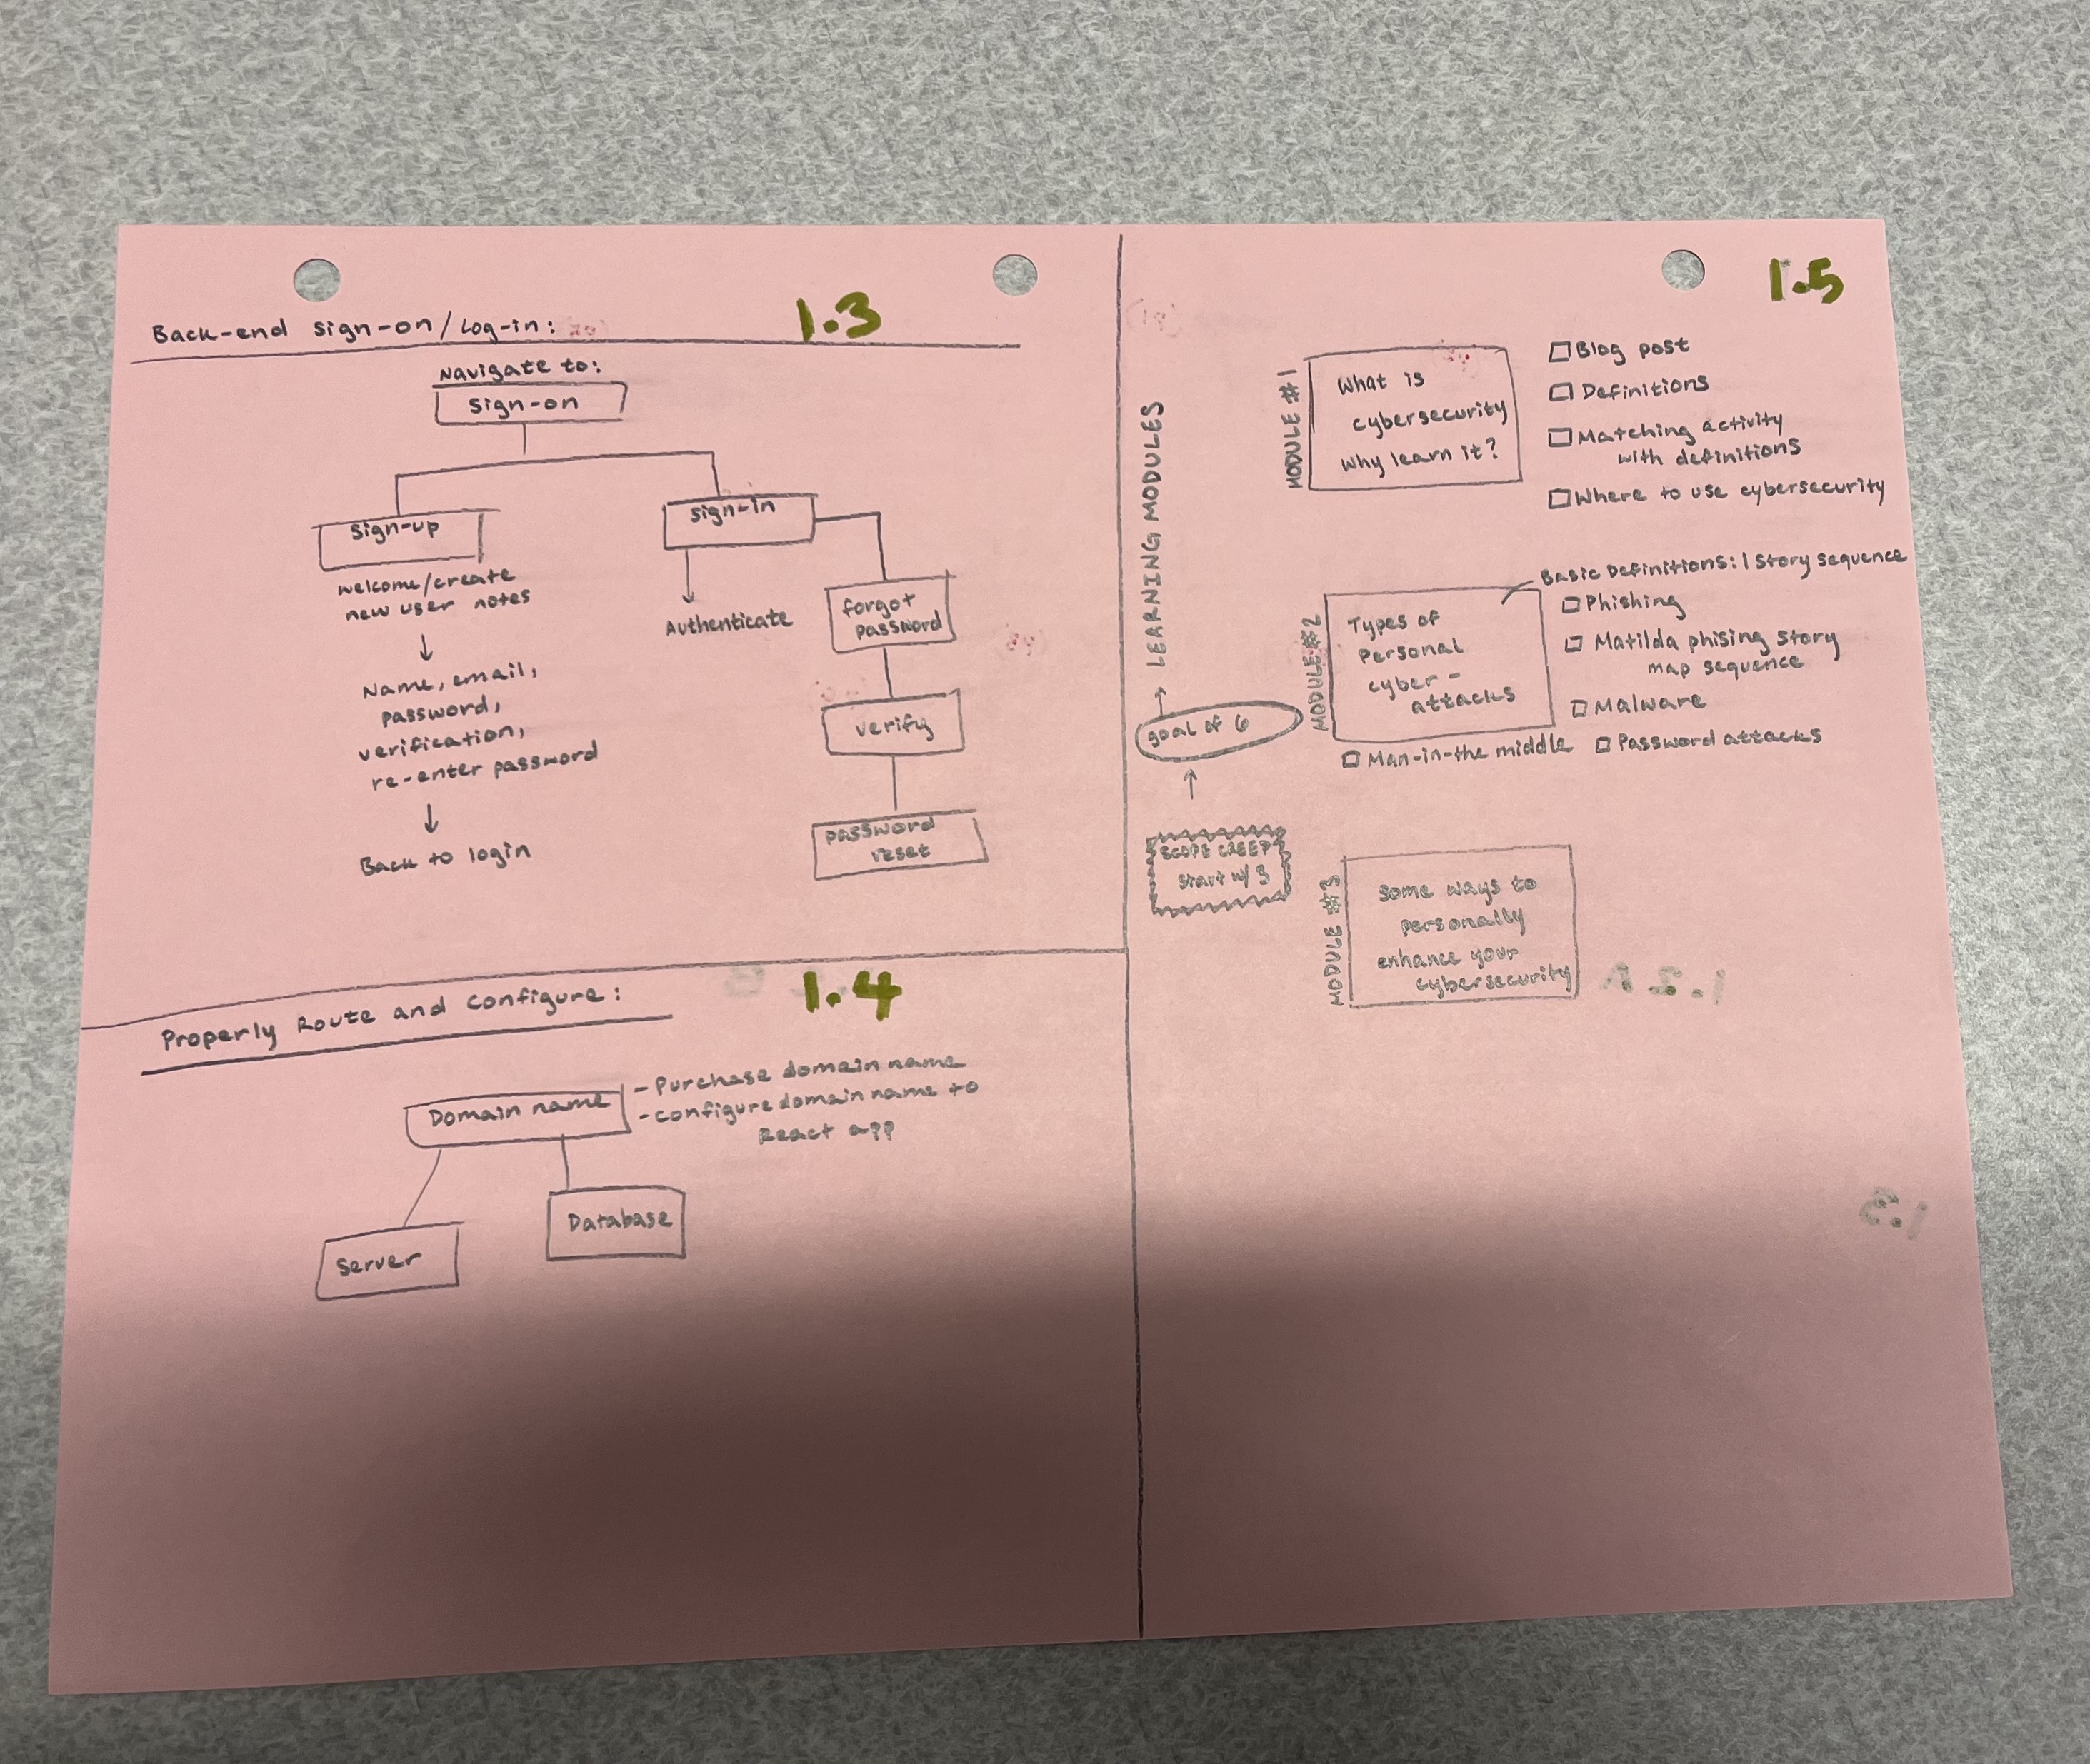 1.3
Back-end sign-on/Log-in:
Navigate to:
sign-on
sign-up
sign-in
welcome/create
new user notes
Authenticate
forgot
password
Name, email,
password,
verification,
re-enter password
verify
Back to login
password
reset
1.4
Properly Route and Configure:
Domain name
- Purchase domain name
- configure domain name to
React app
Server
Database
1.5
LEARNING MODULES
goal of 6
SCOPE CREEP
start w/ 3
MODULE #1
What is
cybersecurity
why learn it?
Blog post
Definitions
Matching activity
with definitions
Where to use cybersecurity
MODULE #2
Types of
Personal
cyber-
attacks
Basic Definitions: 1 Story sequence
Phishing
Matilda phising story
map sequence
Malware
Man-in-the middle
Password attacks
MODULE #3
Some ways to
personally
enhance your
cybersecurity